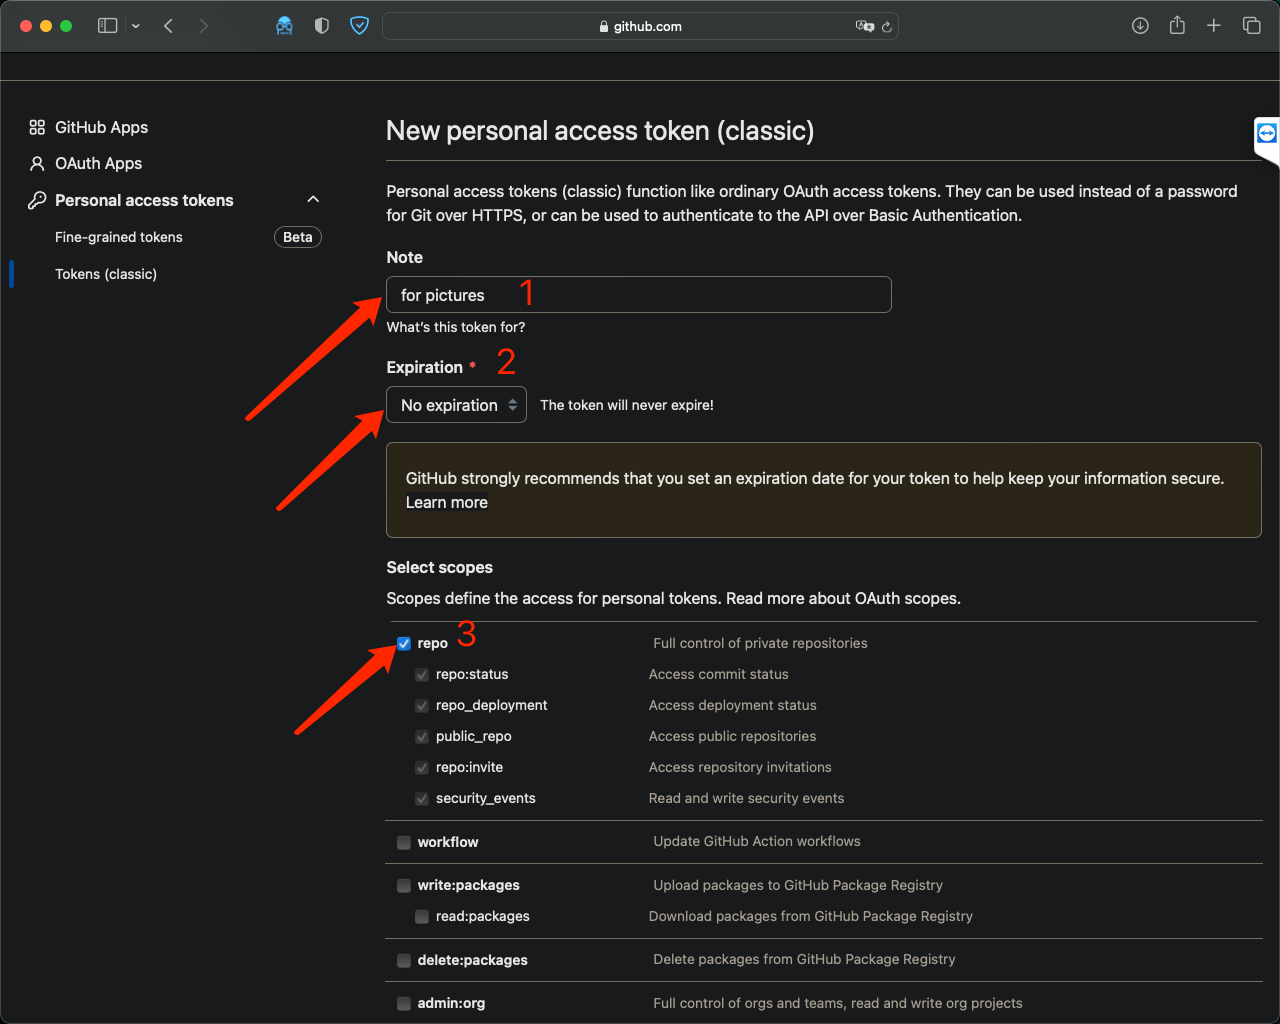 github.com
GitHub Apps
OAuth Apps
Personal access tokens
Fine-grained tokens Beta
Tokens (classic)
New personal access token (classic)
Personal access tokens (classic) function like ordinary OAuth access tokens. They can be used instead of a password
for Git over HTTPS, or can be used to authenticate to the API over Basic Authentication.
Note
for pictures 1
What's this token for?
Expiration * 2
No expiration The token will never expire!
GitHub strongly recommends that you set an expiration date for your token to help keep your information secure.
Learn more
Select scopes
Scopes define the access for personal tokens. Read more about OAuth scopes.
repo 3 Full control of private repositories
repo:status Access commit status
repo_deployment Access deployment status
public_repo Access public repositories
repo:invite Access repository invitations
security_events Read and write security events
workflow Update GitHub Action workflows
write:packages Upload packages to GitHub Package Registry
read:packages Download packages from GitHub Package Registry
delete:packages Delete packages from GitHub Package Registry
admin:org Full control of orgs and teams, read and write org projects